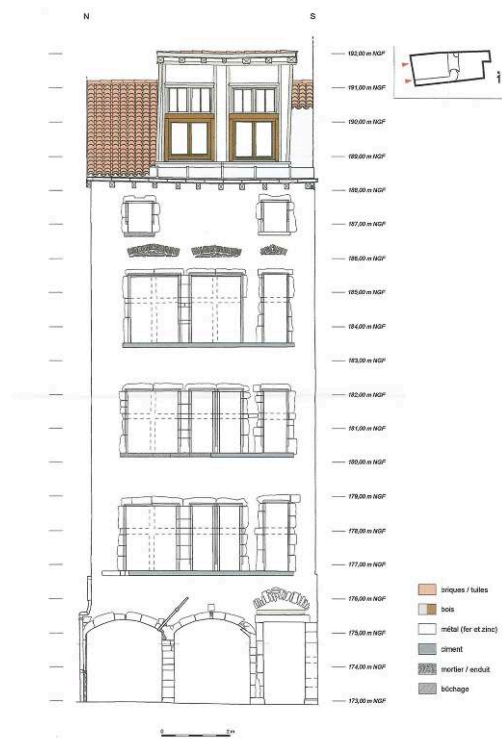 N S
192,00 m NGF
191,00 m NGF
190,00 m NGF
189,00 m NGF
188,00 m NGF
187,00 m NGF
186,00 m NGF
185,00 m NGF
184,00 m NGF
183,00 m NGF
182,00 m NGF
181,00 m NGF
180,00 m NGF
179,00 m NGF
178,00 m NGF
177,00 m NGF
176,00 m NGF
175,00 m NGF
174,00 m NGF
173,00 m NGF
briques / tuiles
bois
métal (fer et zinc)
ciment
mortier / enduit
bûchage
0 2m